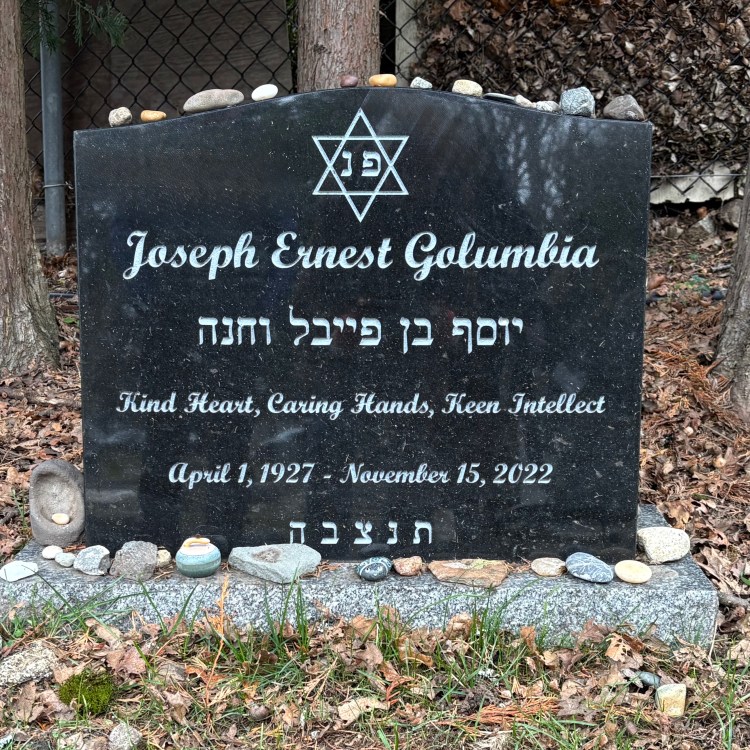 פ נ
Joseph Ernest Golumbia
יוסף בן פייבל וחנה
Kind Heart, Caring Hands, Keen Intellect
April 1, 1927 - November 15, 2022
ת נ צ ב ה